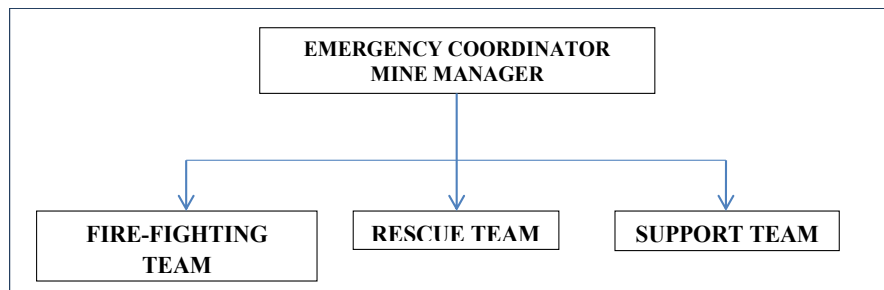 EMERGENCY COORDINATOR
MINE MANAGER
FIRE-FIGHTING
TEAM
RESCUE TEAM
SUPPORT TEAM